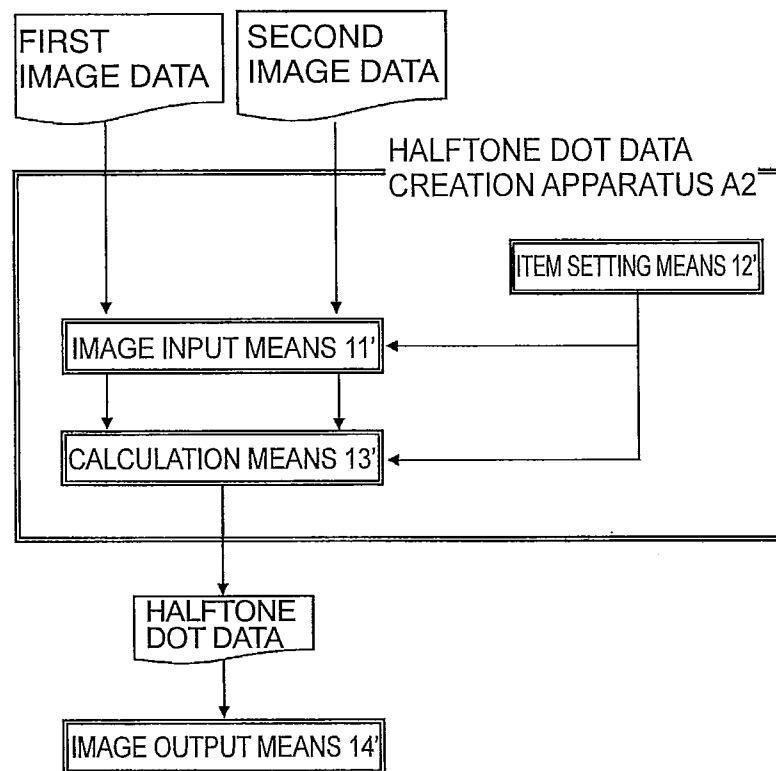 FIRST
IMAGE DATA
SECOND
IMAGE DATA
HALFTONE DOT DATA
CREATION APPARATUS A2
ITEM SETTING MEANS 12'
IMAGE INPUT MEANS 11'
CALCULATION MEANS 13'
HALFTONE
DOT DATA
IMAGE OUTPUT MEANS 14'